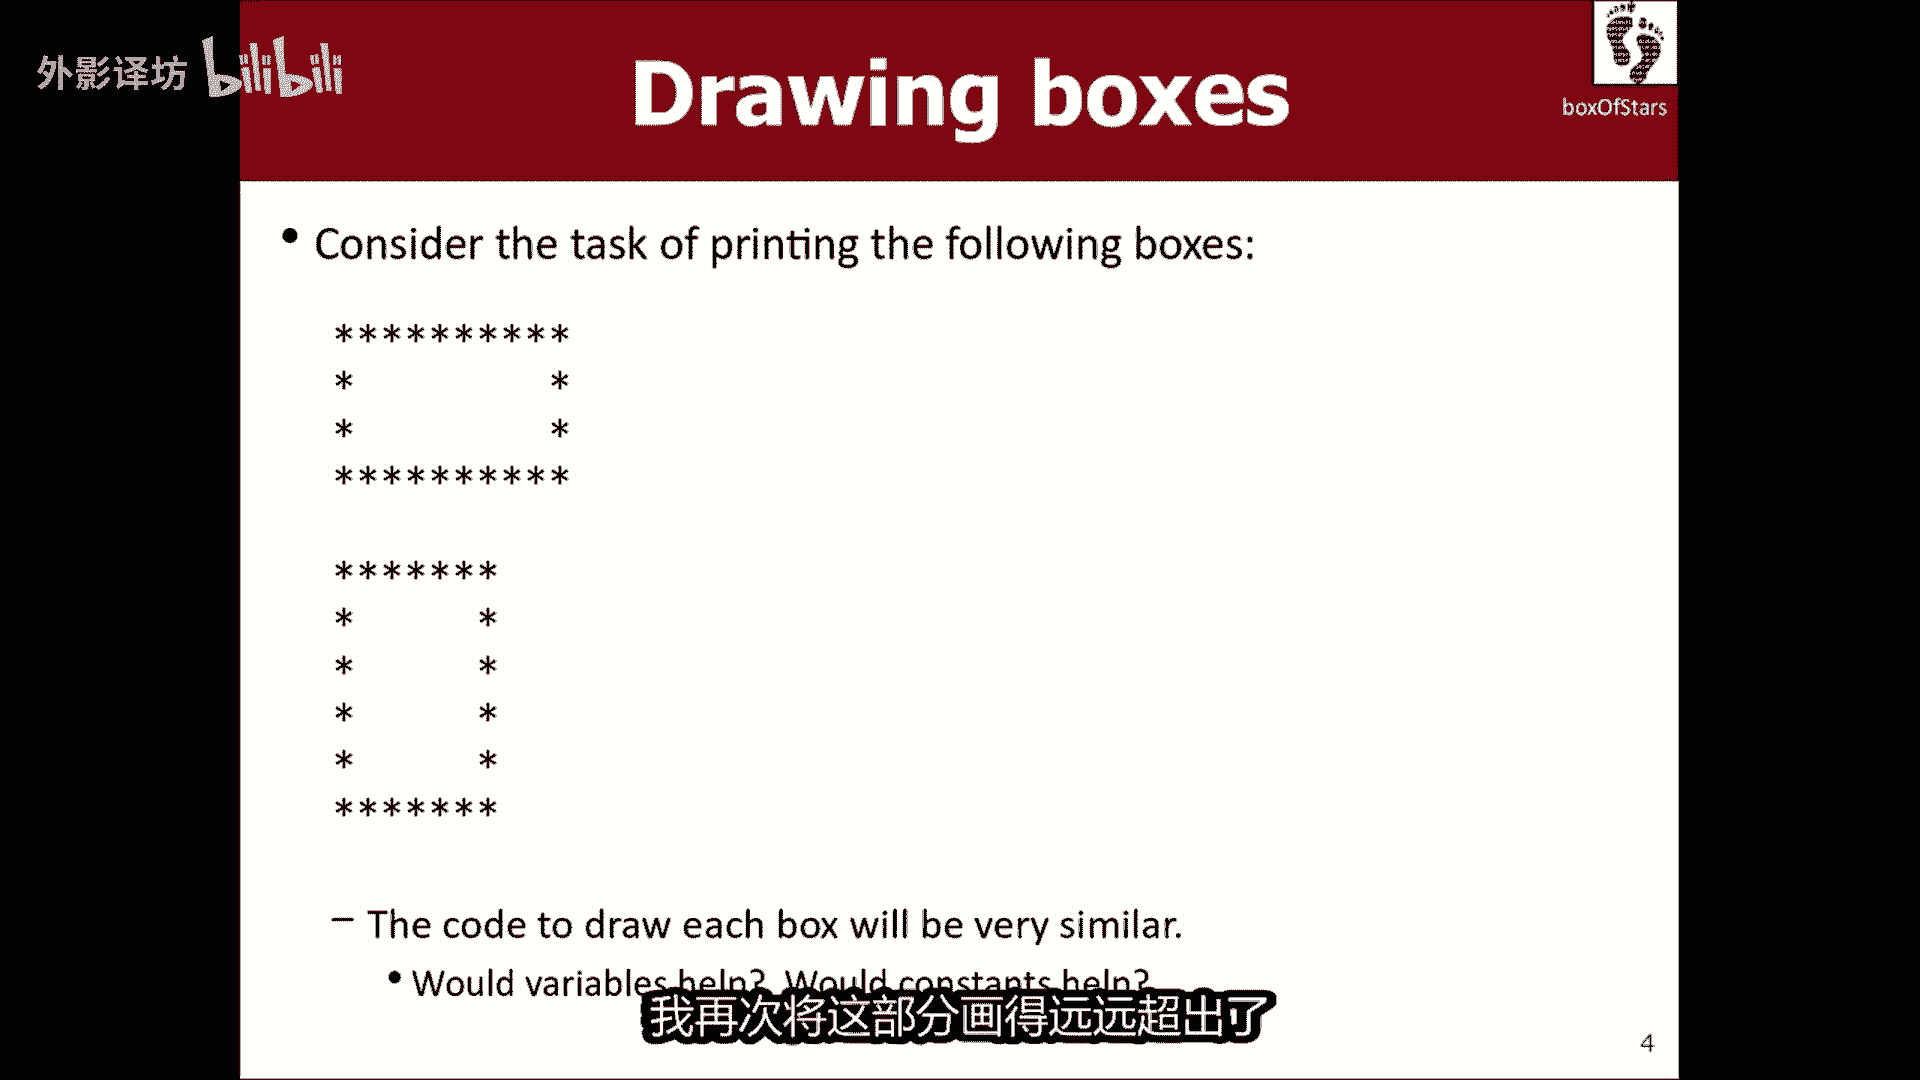 外影译坊 bilibili
Drawing boxes
boxOfStars
• Consider the task of printing the following boxes:
**********
*        *
*        *
**********
*******
*     *
*     *
*     *
*     *
*******
– The code to draw each box will be very similar.
• Would variables help? Would constants help?
我再次将这部分画得远远超出了
4